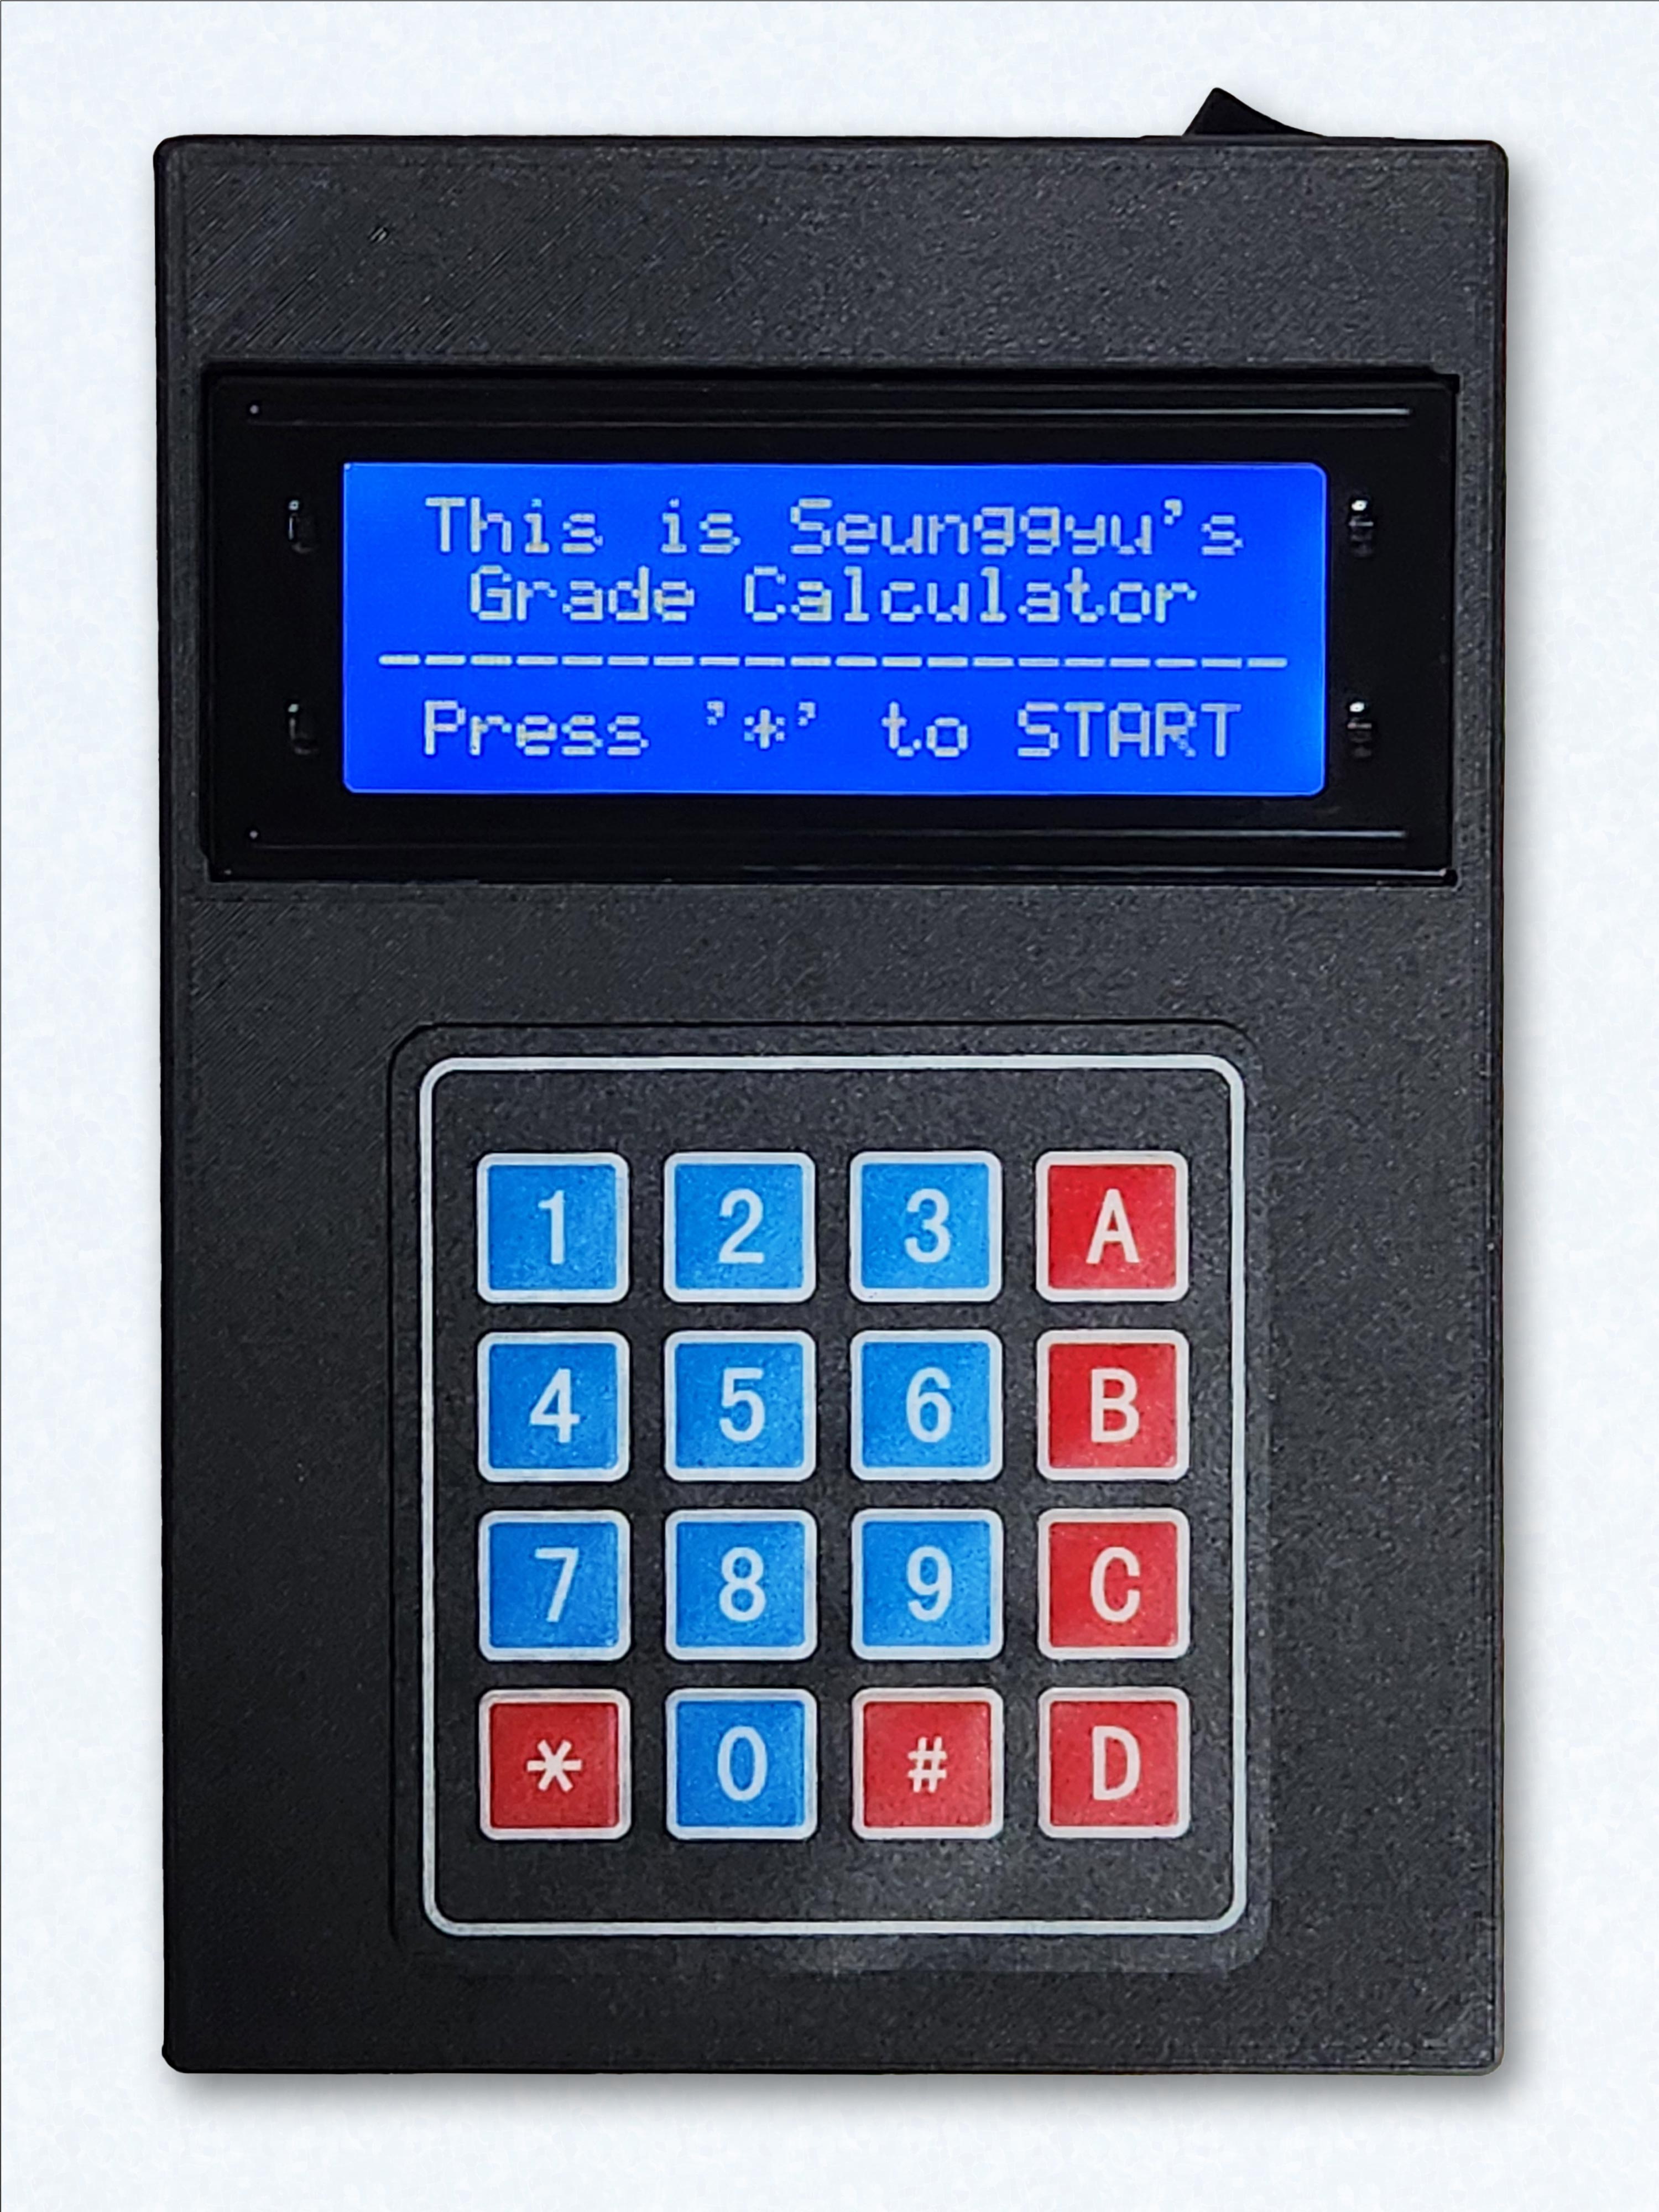 This is Seunggyu's
Grade Calculator
--------------------
Press '*' to START
1 2 3 A
4 5 6 B
7 8 9 C
* 0 # D